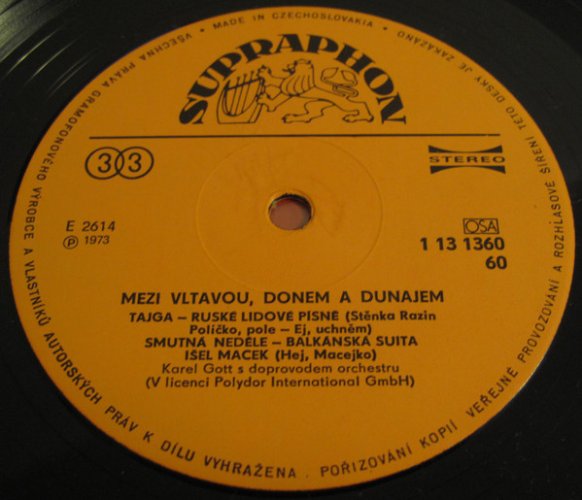 VŠECHNA PRÁVA GRAMOFONOVÉHO VÝROBCE A VLASTNÍKŮ AUTORSKÝCH PRÁV K DÍLU VYHRAŽENA. POŘIZOVÁNÍ KOPIÍ VEŘEJNÉ PROVOZOVÁNÍ A ROZHLASOVÉ ŠÍŘENÍ TÉTO DESKY JE ZAKÁZÁNO • MADE IN CZECHOSLOVAKIA •
SUPRAPHON
33
STEREO
E 2614
Ⓟ 1973
OSA
1 13 1360
60
MEZI VLTAVOU, DONEM A DUNAJEM
TAJGA – RUSKÉ LIDOVÉ PÍSNĚ (Stěnka Razin
Políčko, pole – Ej, uchněm)
SMUTNÁ NEDĚLE – BALKÁNSKÁ SUITA
IŠEL MACEK (Hej, Macejko)
Karel Gott s doprovodem orchestru
(V licenci Polydor International GmbH)